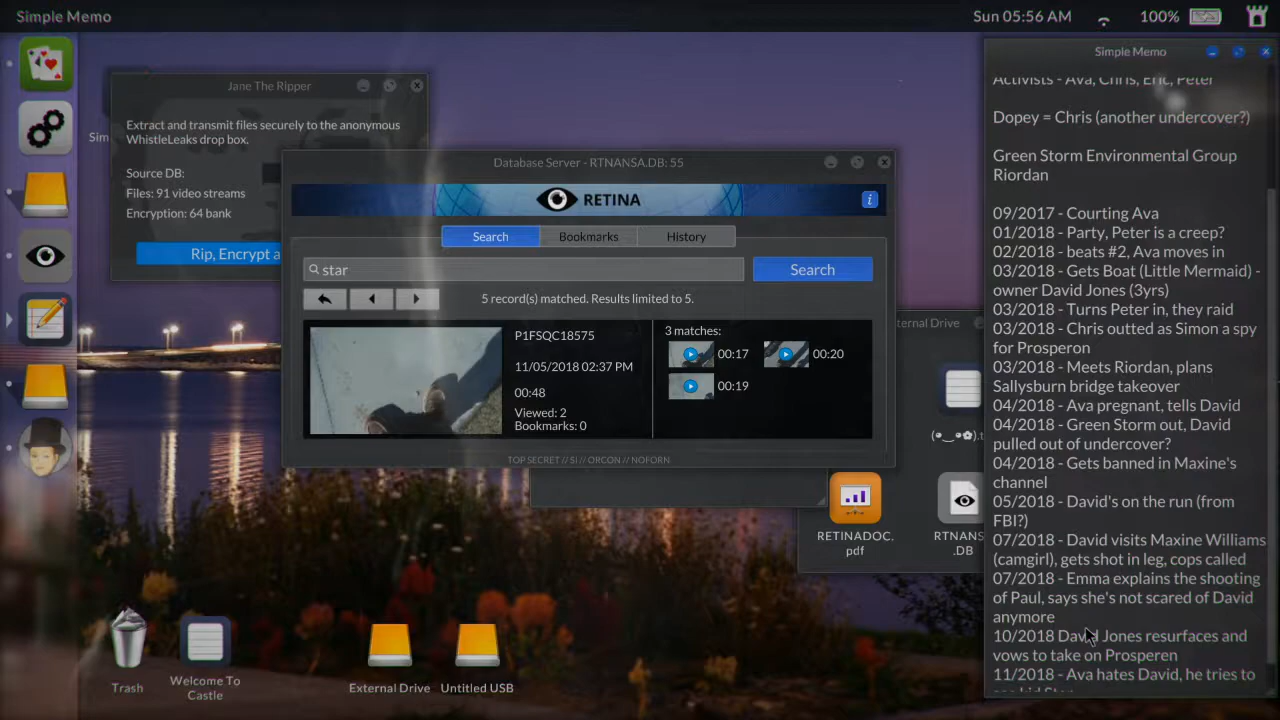 Simple Memo
Sun 05:56 AM
100%
Jane The Ripper
Extract and transmit files securely to the anonymous
WhistleLeaks drop box.
Source DB:
Files: 91 video streams
Encryption: 64 bank
Rip, Encrypt a
Sim
Database Server - RTNANSA.DB: 55
RETINA
i
Search
Bookmarks
History
star
Search
5 record(s) matched. Results limited to 5.
P1FSQC18575
11/05/2018 02:37 PM
00:48
Viewed: 2
Bookmarks: 0
3 matches:
00:17
00:20
00:19
TOP SECRET // SI // ORCON // NOFORN
ternal Drive
RETINADOC.
pdf
RTNANS
.DB
Trash
Welcome To
Castle
External Drive
Untitled USB
Simple Memo
Activists - Ava, Chris, Eric, Peter
Dopey = Chris (another undercover?)
Green Storm Environmental Group
Riordan
09/2017 - Courting Ava
01/2018 - Party, Peter is a creep?
02/2018 - beats #2, Ava moves in
03/2018 - Gets Boat (Little Mermaid) -
owner David Jones (3yrs)
03/2018 - Turns Peter in, they raid
03/2018 - Chris outted as Simon a spy
for Prosperon
03/2018 - Meets Riordan, plans
Sallysburn bridge takeover
04/2018 - Ava pregnant, tells David
04/2018 - Green Storm out, David
pulled out of undercover?
04/2018 - Gets banned in Maxine's
channel
05/2018 - David's on the run (from
FBI?)
07/2018 - David visits Maxine Williams
(camgirl), gets shot in leg, cops called
07/2018 - Emma explains the shooting
of Paul, says she's not scared of David
anymore
10/2018 David Jones resurfaces and
vows to take on Prosperen
11/2018 - Ava hates David, he tries to